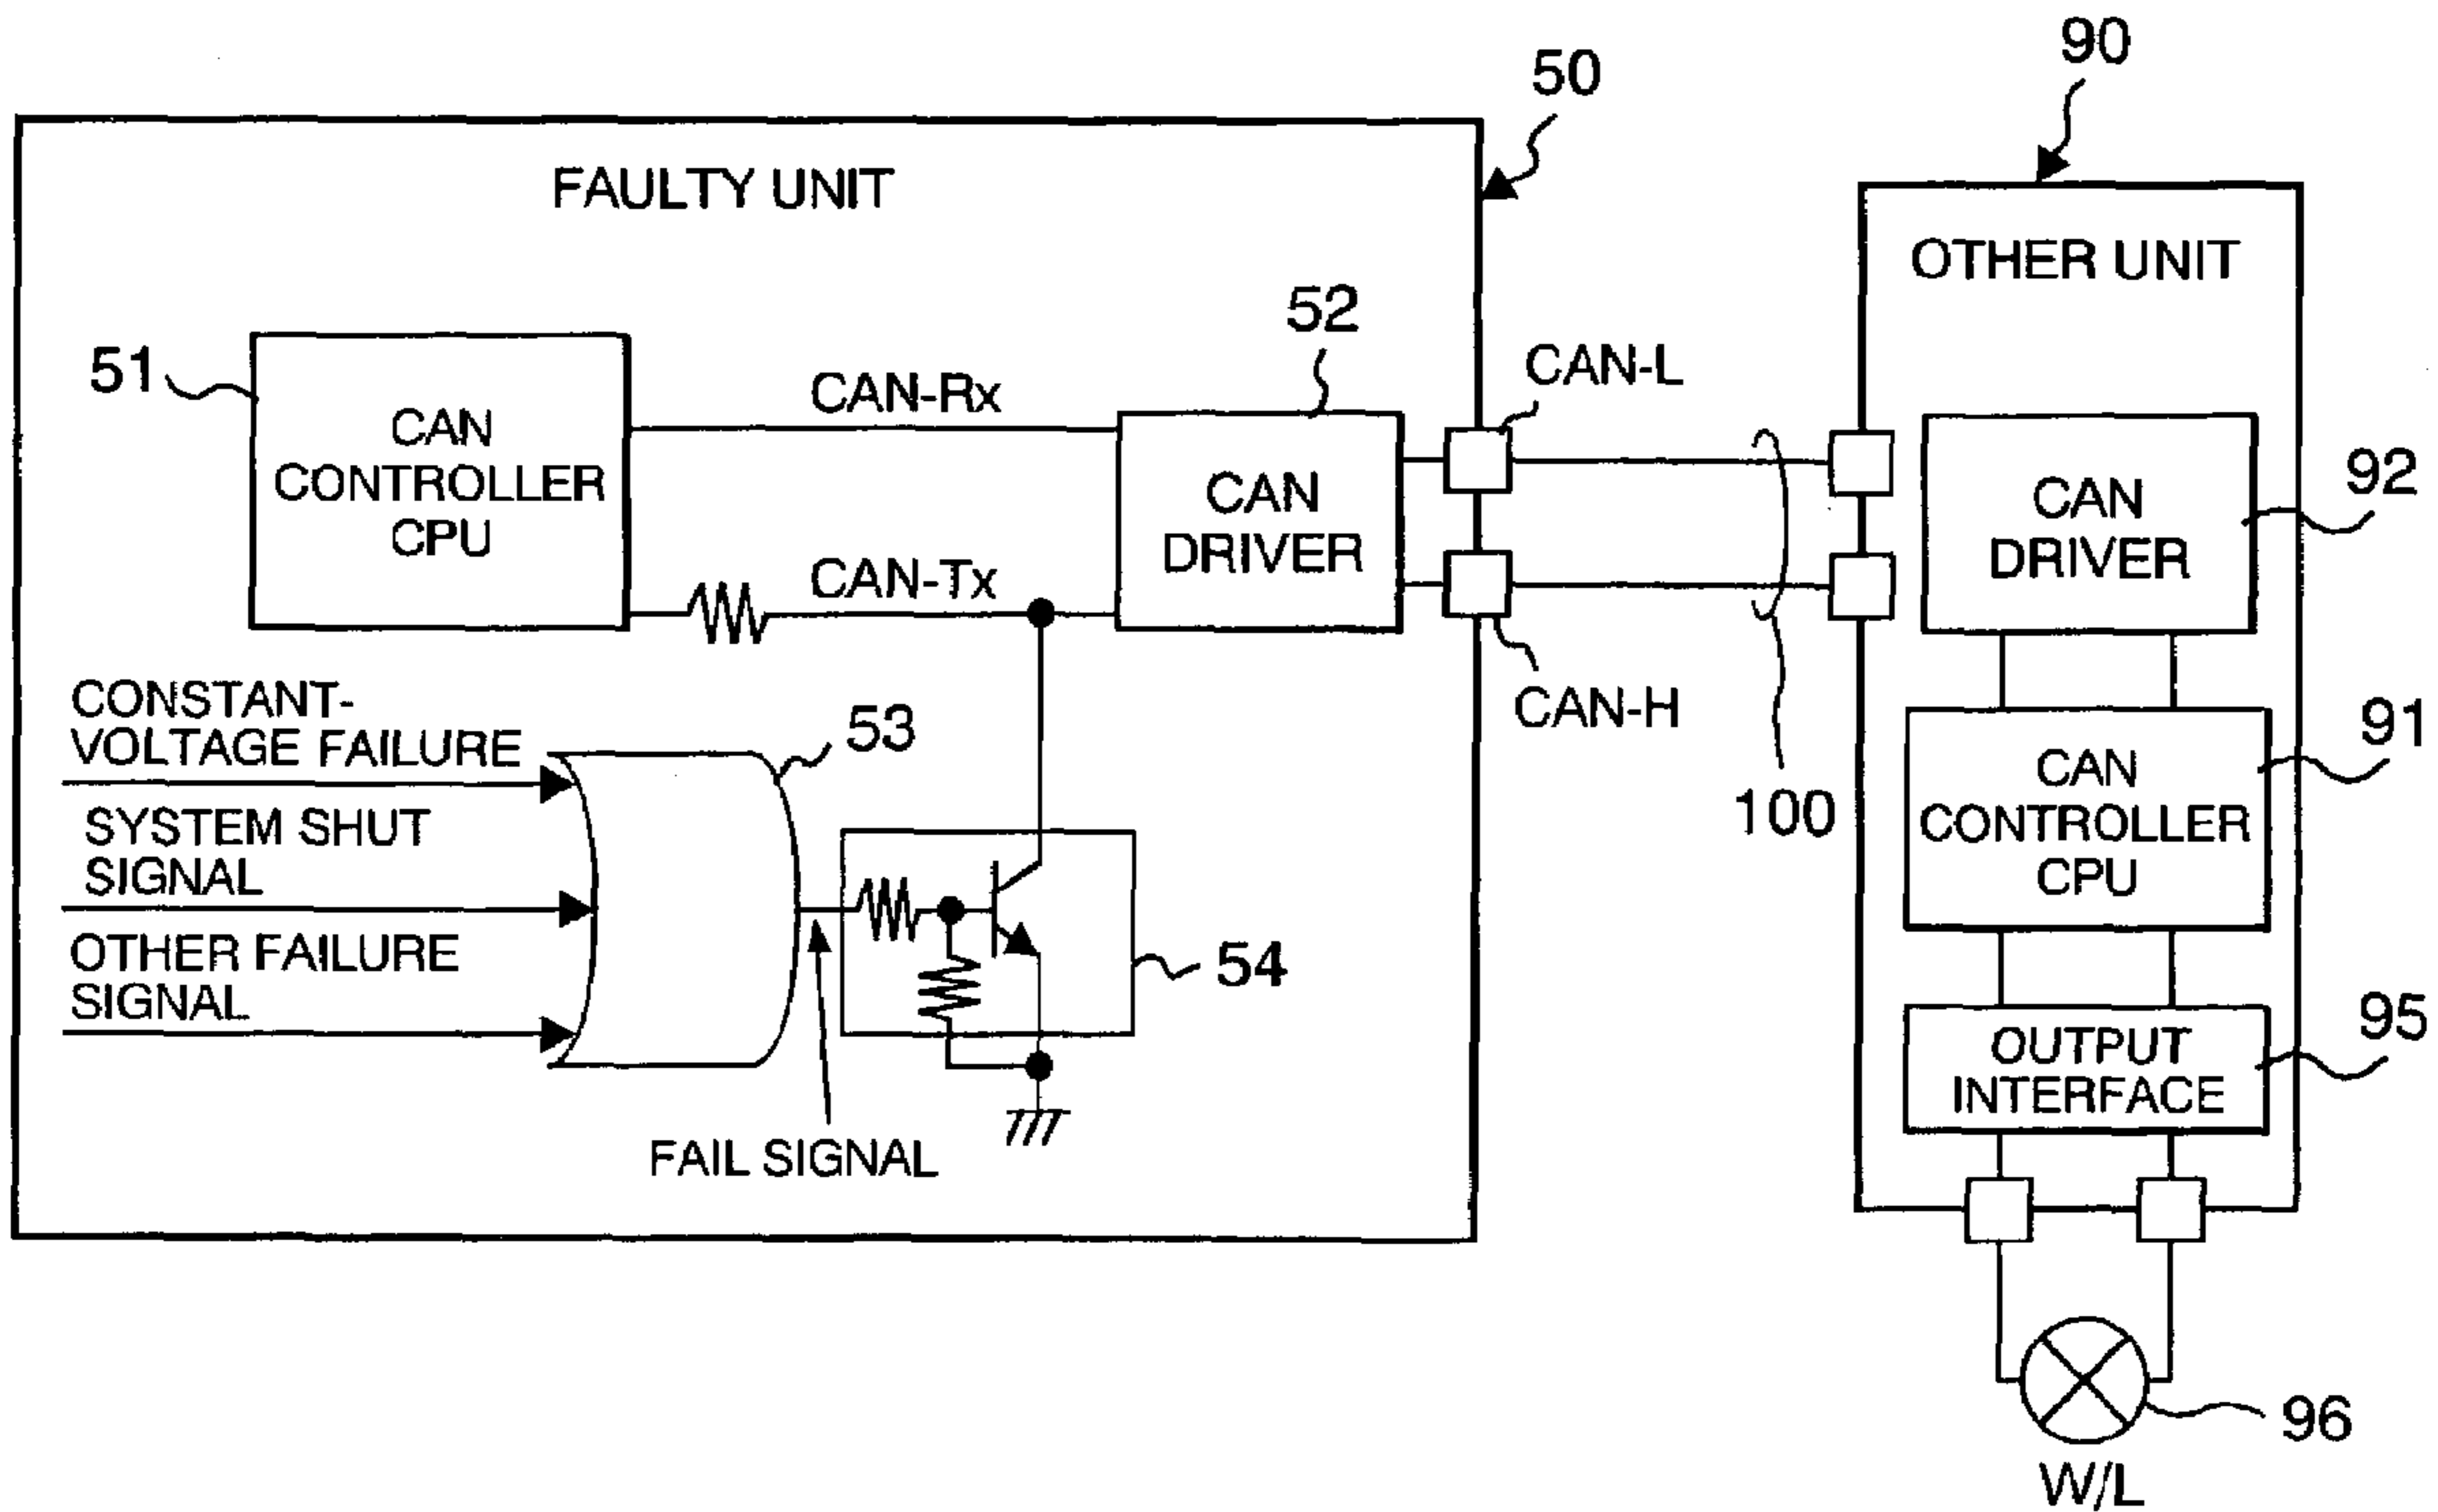 50
90
FAULTY UNIT
OTHER UNIT
51
CAN
CONTROLLER
CPU
CAN-Rx
CAN-Tx
52
CAN
DRIVER
CAN-L
CAN-H
100
CAN
DRIVER
92
CONSTANT-
VOLTAGE FAILURE
SYSTEM SHUT
SIGNAL
OTHER FAILURE
SIGNAL
53
54
FAIL SIGNAL
CAN
CONTROLLER
CPU
91
OUTPUT
INTERFACE
95
96
W/L